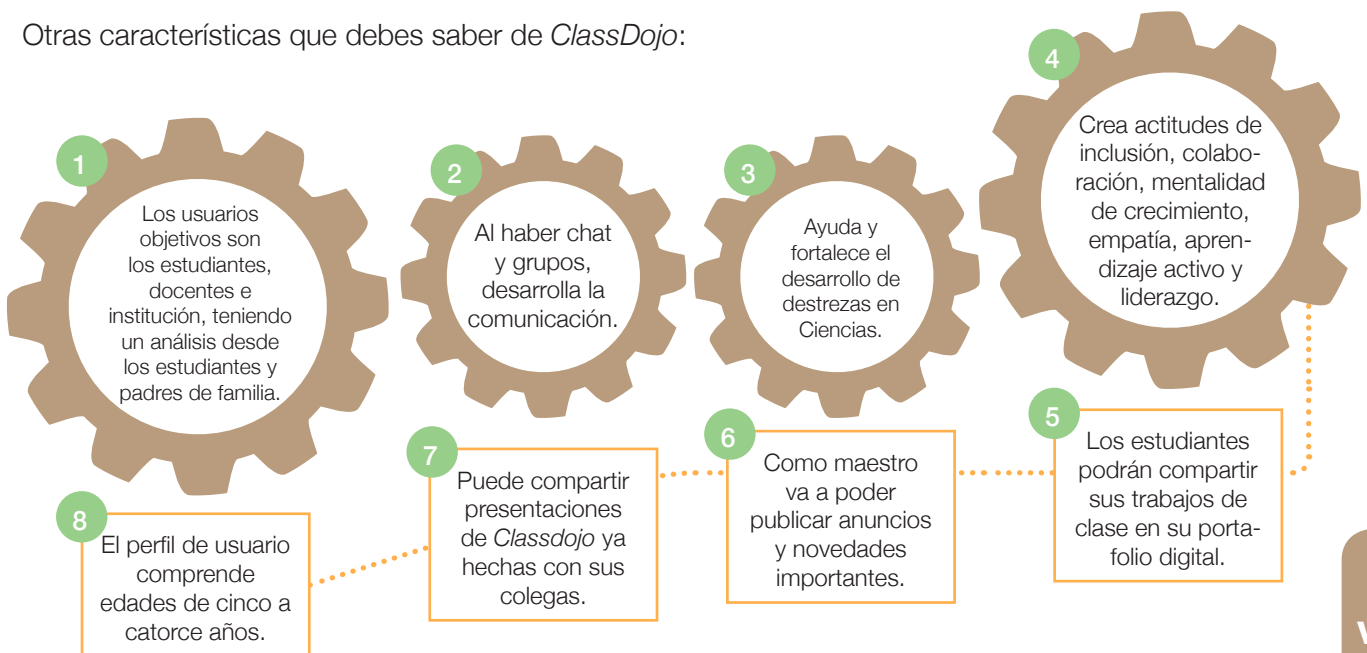 Otras características que debes saber de ClassDojo:
1
Los usuarios
objetivos son
los estudiantes,
docentes e
institución, teniendo
un análisis desde
los estudiantes y
padres de familia.
2
Al haber chat
y grupos,
desarrolla la
comunicación.
3
Ayuda y
fortalece el
desarrollo de
destrezas en
Ciencias.
4
Crea actitudes de
inclusión, colabo-
ración, mentalidad
de crecimiento,
empatía, apren-
dizaje activo y
liderazgo.
5
Los estudiantes
podrán compartir
sus trabajos de
clase en su porta-
folio digital.
6
Como maestro
va a poder
publicar anuncios
y novedades
importantes.
7
Puede compartir
presentaciones
de Classdojo ya
hechas con sus
colegas.
8
El perfil de usuario
comprende
edades de cinco a
catorce años.